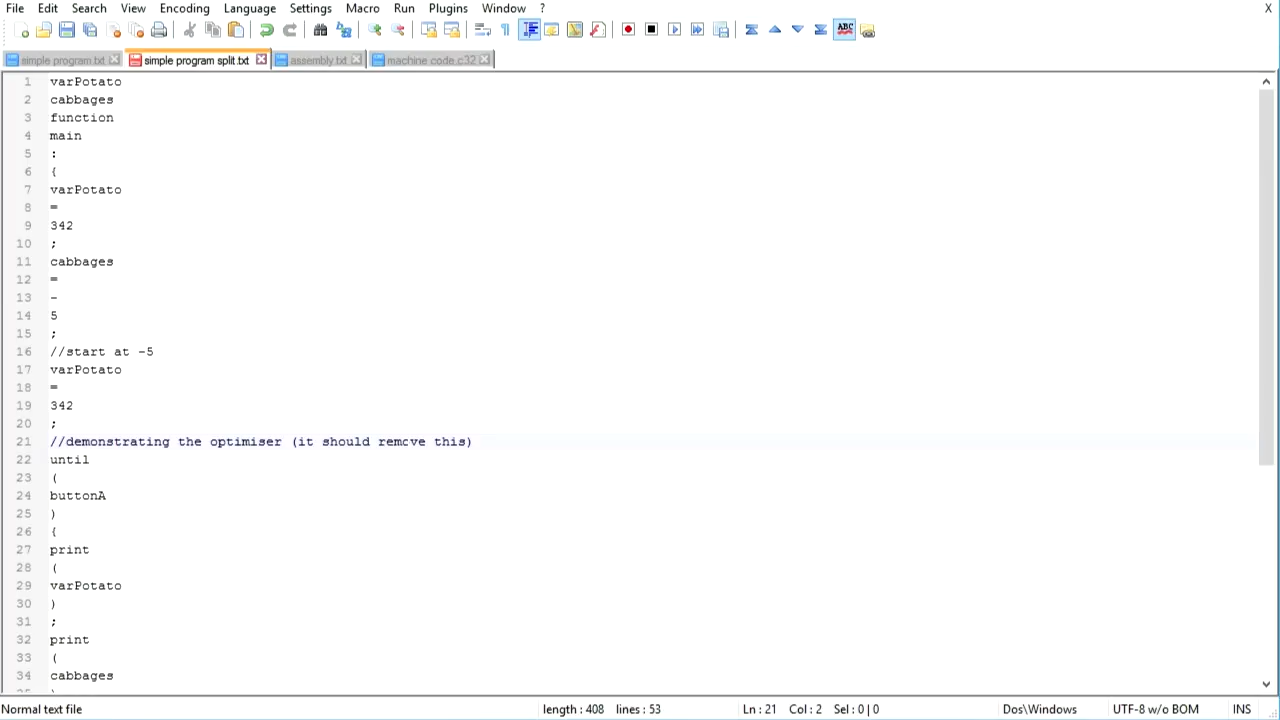 File Edit Search View Encoding Language Settings Macro Run Plugins Window ? X
simple program.txt simple program split.txt assembly.txt machine code.c32
1 varPotato
2 cabbages
3 function
4 main
5 :
6 {
7 varPotato
8 =
9 342
10 ;
11 cabbages
12 =
13 -
14 5
15 ;
16 //start at -5
17 varPotato
18 =
19 342
20 ;
21 //demonstrating the optimiser (it should remove this)
22 until
23 (
24 buttonA
25 )
26 {
27 print
28 (
29 varPotato
30 )
31 ;
32 print
33 (
34 cabbages
Normal text file length : 408 lines : 53 Ln : 21 Col : 2 Sel : 0 | 0 Dos\Windows UTF-8 w/o BOM INS